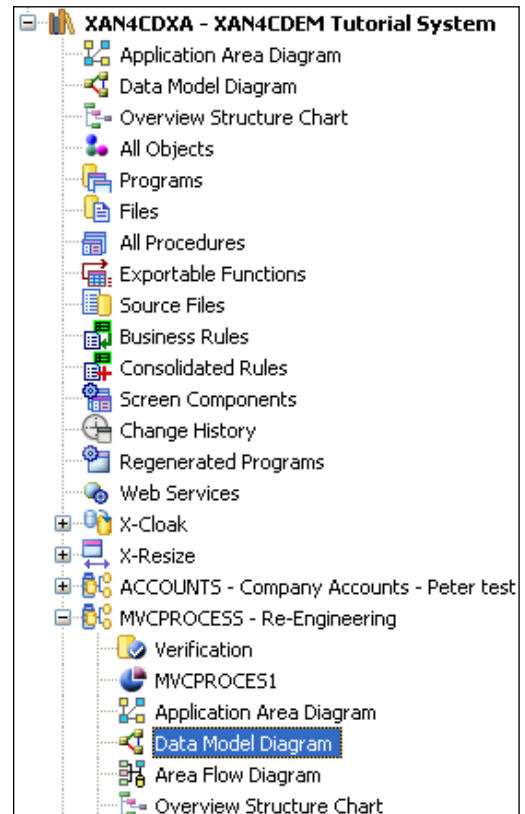 XAN4CDXA - XAN4CDEM Tutorial System
Application Area Diagram
Data Model Diagram
Overview Structure Chart
All Objects
Programs
Files
All Procedures
Exportable Functions
Source Files
Business Rules
Consolidated Rules
Screen Components
Change History
Regenerated Programs
Web Services
X-Cloak
X-Resize
ACCOUNTS - Company Accounts - Peter test
MVCPROCESS - Re-Engineering
Verification
MVCPROCES1
Application Area Diagram
Data Model Diagram
Area Flow Diagram
Overview Structure Chart